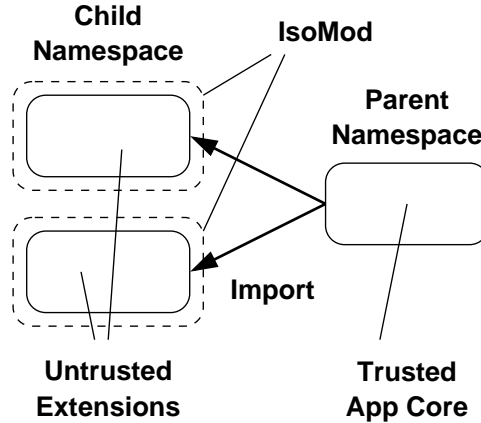 Child
Namespace
IsoMod
Parent
Namespace
Import
Untrusted
Extensions
Trusted
App Core